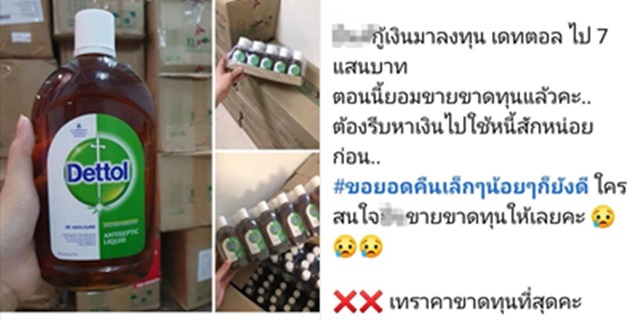 Dettol
ANTISEPTIC
LIQUID
กู้เงินมาลงทุน เดทตอล ไป 7
แสนบาท
ตอนนี้ยอมขายขาดทุนแล้วคะ..
ต้องรีบหาเงินไปใช้หนี้สักหน่อย
ก่อน..
#ขอยอดคืนเล็กๆน้อยๆก็ยังดี ใคร
สนใจ ขายขาดทุนให้เลยคะ 😥
😥😥
❌❌ เทราคาขาดทุนที่สุดคะ